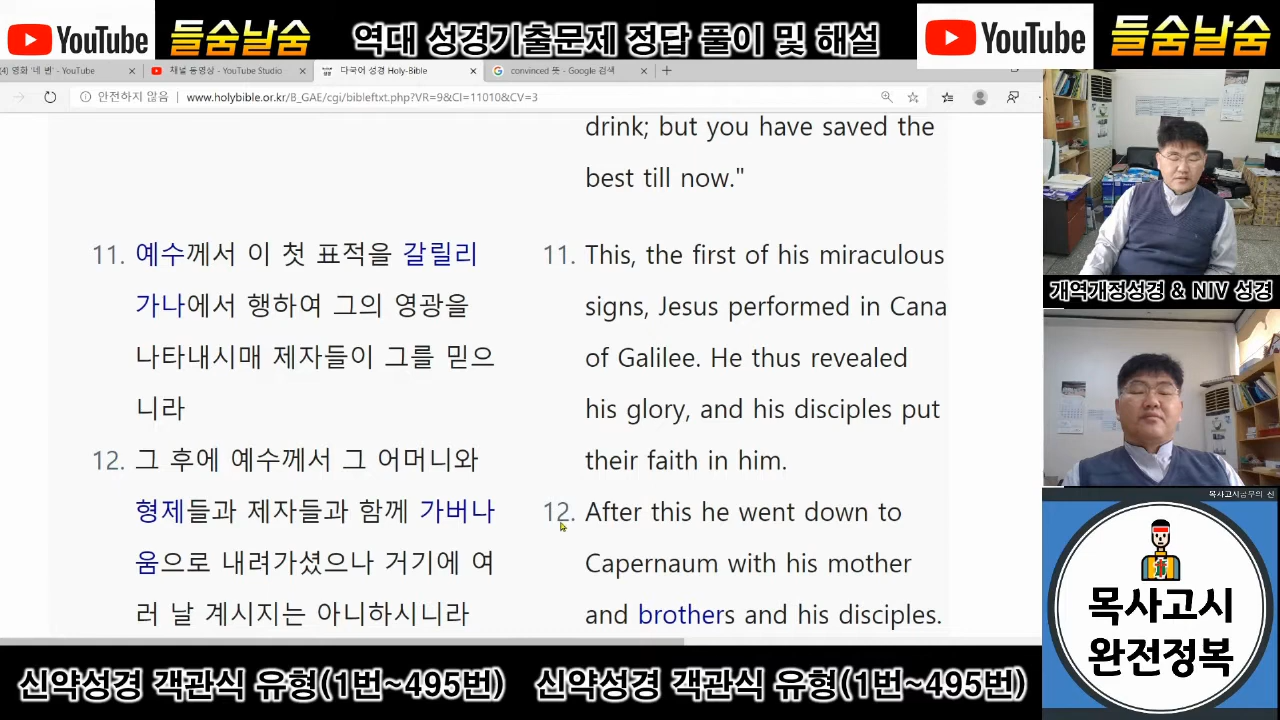 YouTube 들숨날숨 역대 성경기출문제 정답 풀이 및 해설 YouTube 들숨날숨
영화 '네 번' - YouTube × 채널 동영상 - YouTube Studio × 다국어 성경 Holy-Bible × convinced 뜻 - Google 검색 × +
안전하지 않음 | www.holybible.or.kr/B_GAE/cgi/bibleftxt.php?VR=9&CI=11010&CV=
drink; but you have saved the
best till now."
11. 예수께서 이 첫 표적을 갈릴리
가나에서 행하여 그의 영광을
나타내시매 제자들이 그를 믿으
니라
12. 그 후에 예수께서 그 어머니와
형제들과 제자들과 함께 가버나
움으로 내려가셨으나 거기에 여
러 날 계시지는 아니하시니라
11. This, the first of his miraculous
signs, Jesus performed in Cana
of Galilee. He thus revealed
his glory, and his disciples put
their faith in him.
12. After this he went down to
Capernaum with his mother
and brothers and his disciples.
개역개정성경 & NIV 성경
목사고시공부의 신
목사고시
완전정복
신약성경 객관식 유형(1번~495번) 신약성경 객관식 유형(1번~495번)